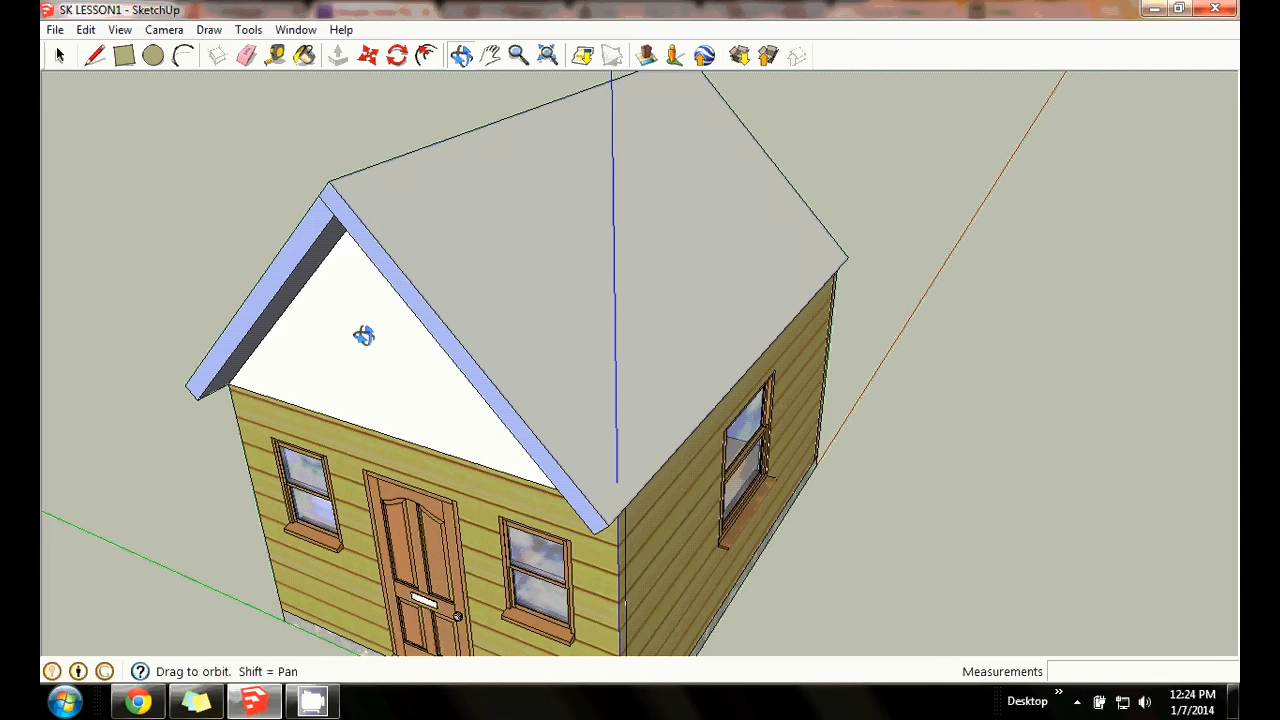 SK LESSON1 - SketchUp
File Edit View Camera Draw Tools Window Help
Drag to orbit. Shift = Pan
Measurements
Desktop
12:24 PM
1/7/2014